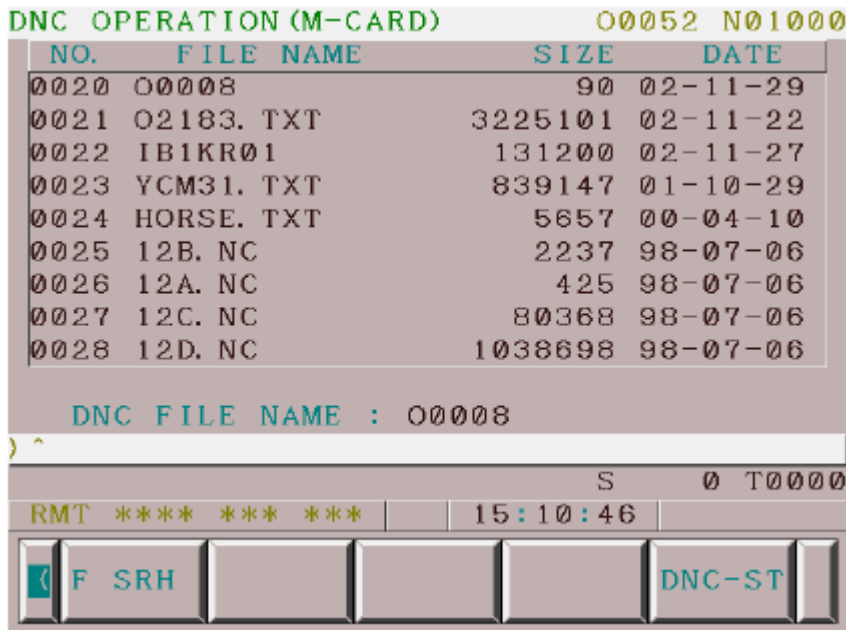 DNC OPERATION(M-CARD) O0052 N01000
NO. FILE NAME SIZE DATE
0020 O0008 90 02-11-29
0021 O2183. TXT 3225101 02-11-22
0022 IB1KR01 131200 02-11-27
0023 YCM31. TXT 839147 01-10-29
0024 HORSE. TXT 5657 00-04-10
0025 12B. NC 2237 98-07-06
0026 12A. NC 425 98-07-06
0027 12C. NC 80368 98-07-06
0028 12D. NC 1038698 98-07-06
DNC FILE NAME : O0008
) ^
S 0 T0000
RMT **** *** *** 15:10:46
( F SRH DNC-ST